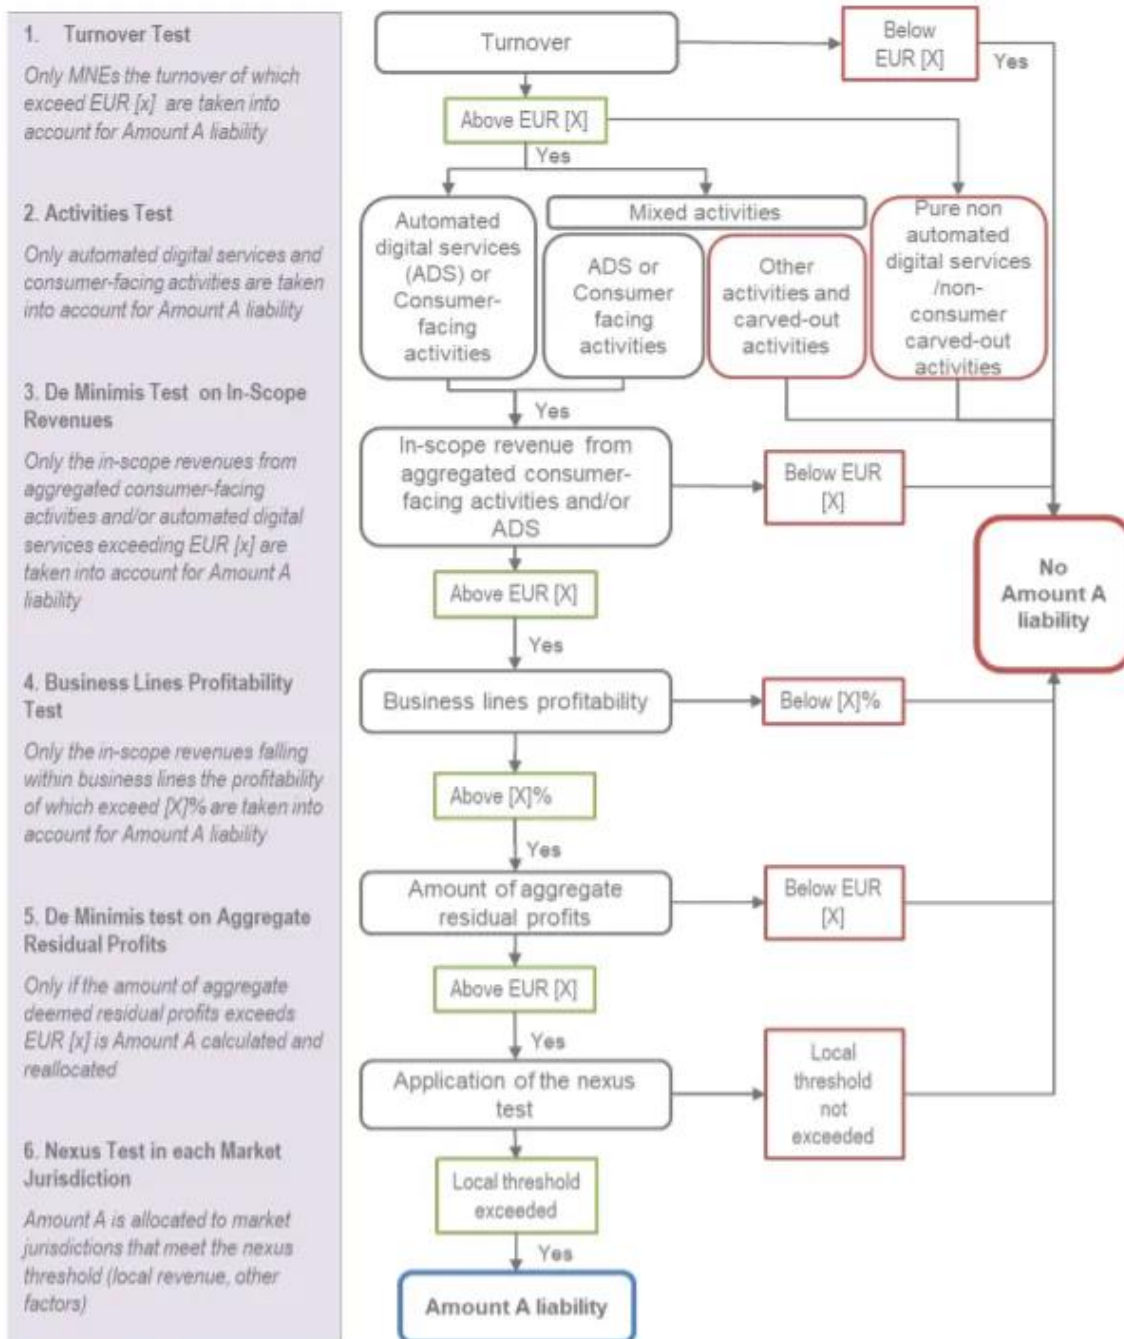 1. Turnover Test
Only MNEs the turnover of which
exceed EUR [x] are taken into
account for Amount A liability
2. Activities Test
Only automated digital services and
consumer-facing activities are taken
into account for Amount A liability
3. De Minimis Test on In-Scope
Revenues
Only the in-scope revenues from
aggregated consumer-facing
activities and/or automated digital
services exceeding EUR [x] are
taken into account for Amount A
liability
4. Business Lines Profitability
Test
Only the in-scope revenues falling
within business lines the profitability
of which exceed [X]% are taken into
account for Amount A liability
5. De Minimis test on Aggregate
Residual Profits
Only if the amount of aggregate
deemed residual profits exceeds
EUR [x] is Amount A calculated and
reallocated
6. Nexus Test in each Market
Jurisdiction
Amount A is allocated to market
jurisdictions that meet the nexus
threshold (local revenue, other
factors)
Turnover
Below
EUR [X]
Yes
Above EUR [X]
Yes
Automated
digital services
(ADS) or
Consumer-
facing
activities
Mixed activities
ADS or
Consumer
facing
activities
Other
activities and
carved-out
activities
Pure non
automated
digital services
/non-
consumer
carved-out
activities
Yes
In-scope revenue from
aggregated consumer-
facing activities and/or
ADS
Below EUR
[X]
Above EUR [X]
Yes
No
Amount A
liability
Business lines profitability
Below [X]%
Above [X]%
Yes
Amount of aggregate
residual profits
Below EUR
[X]
Above EUR [X]
Yes
Application of the nexus
test
Local
threshold
not
exceeded
Local threshold
exceeded
Yes
Amount A liability